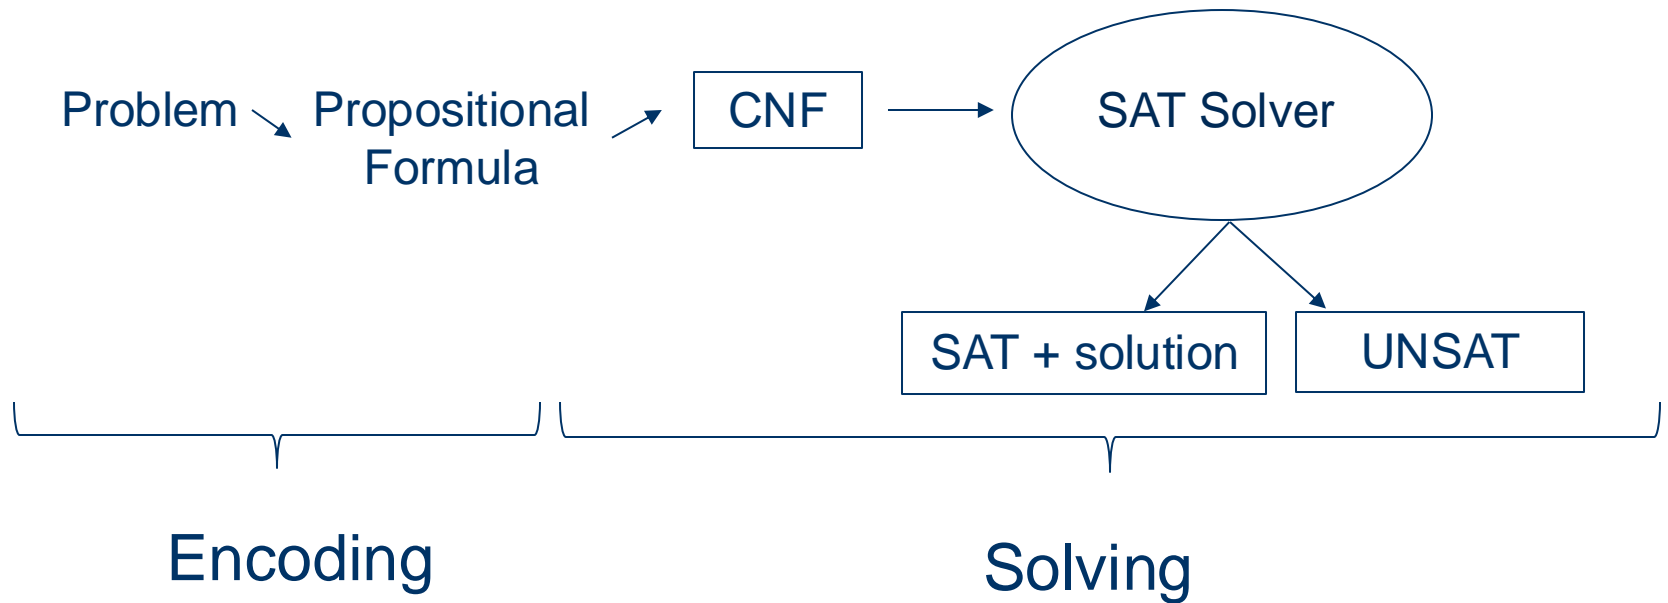 Problem
Propositional
Formula
CNF
SAT Solver
SAT + solution
UNSAT
Encoding
Solving